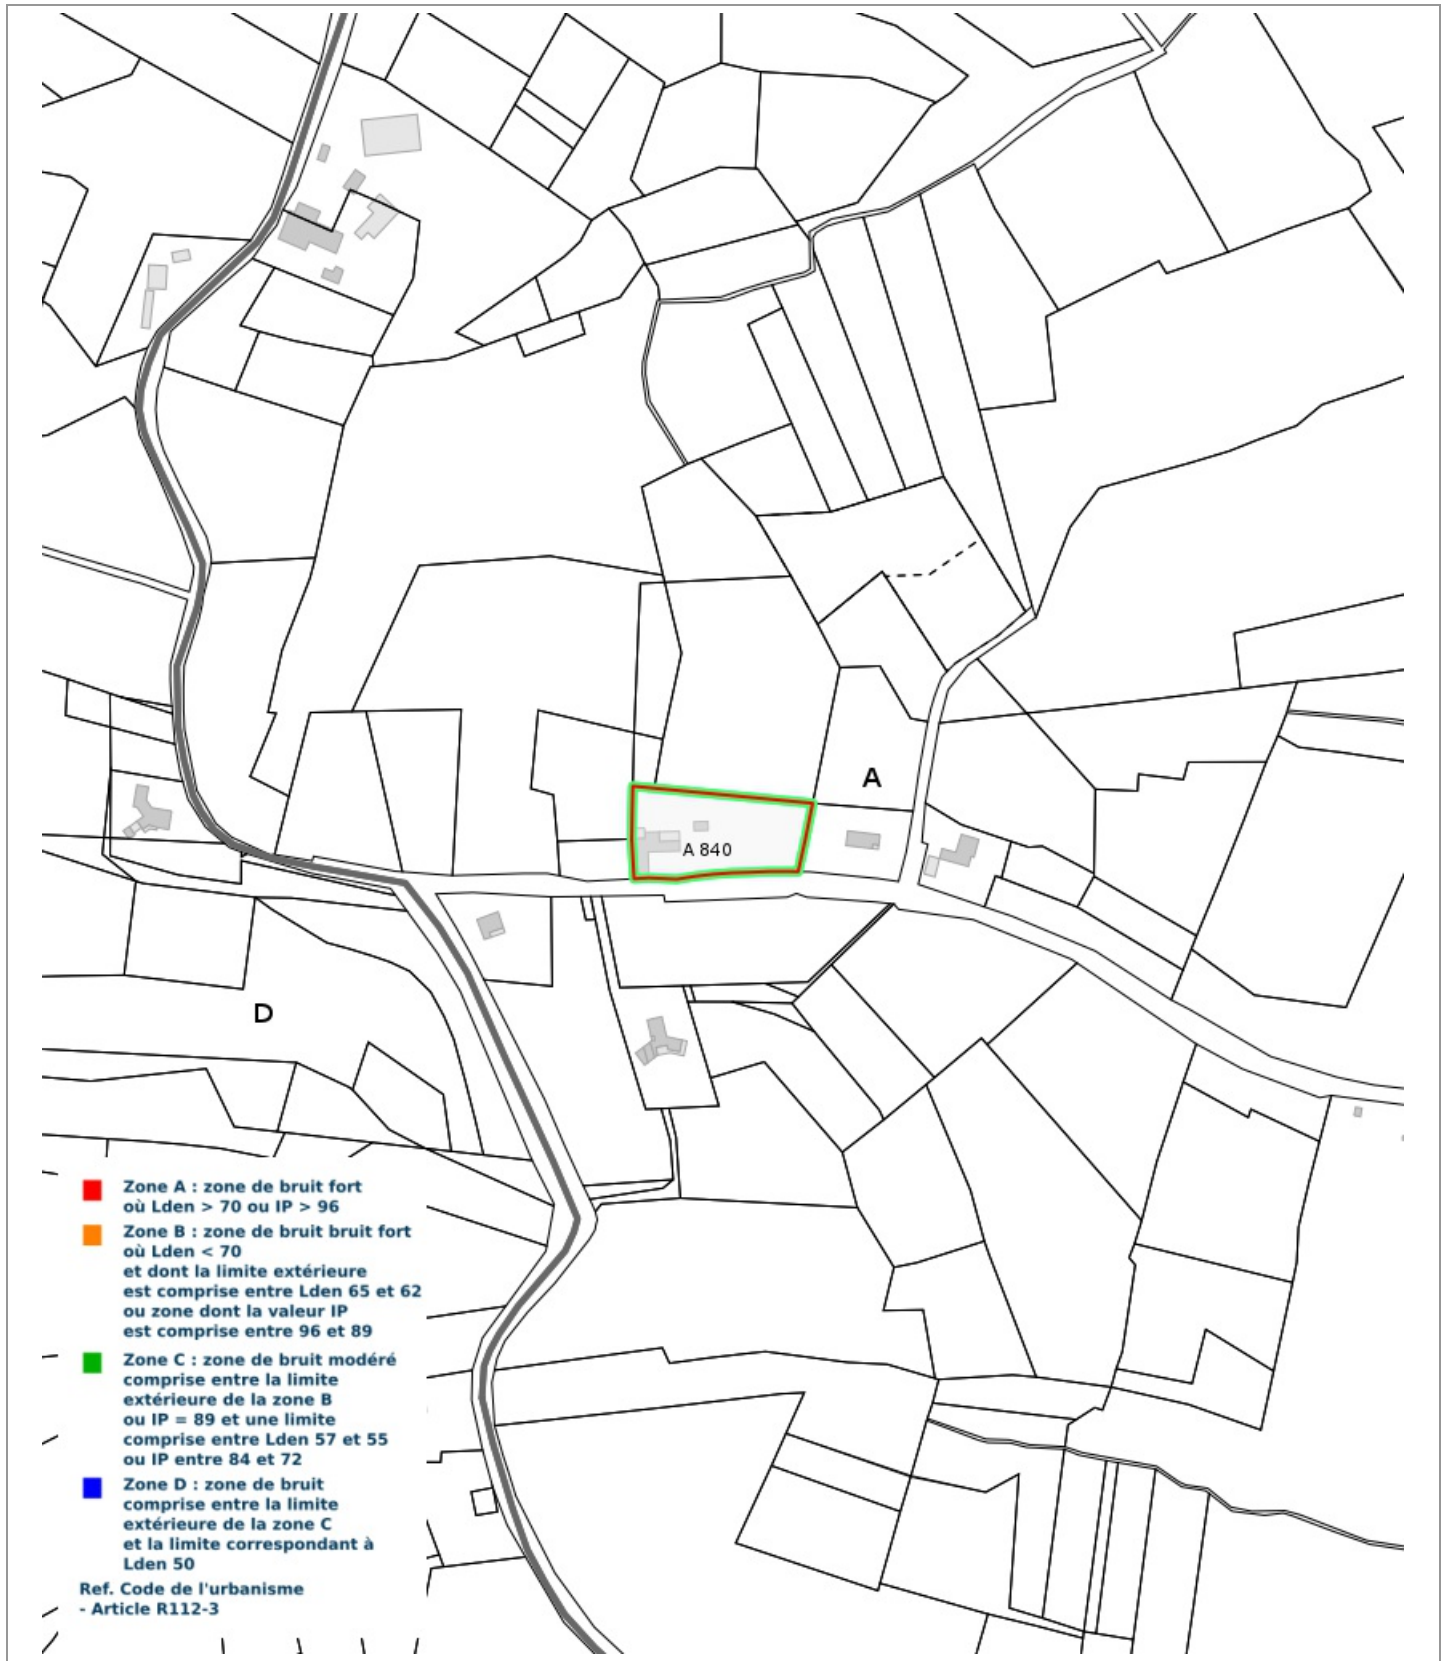 A
A 840
D
Zone A : zone de bruit fort
où Lden > 70 ou IP > 96
Zone B : zone de bruit bruit fort
où Lden < 70
et dont la limite extérieure
est comprise entre Lden 65 et 62
ou zone dont la valeur IP
est comprise entre 96 et 89
Zone C : zone de bruit modéré
comprise entre la limite
extérieure de la zone B
ou IP = 89 et une limite
comprise entre Lden 57 et 55
ou IP entre 84 et 72
Zone D : zone de bruit
comprise entre la limite
extérieure de la zone C
et la limite correspondant à
Lden 50
Ref. Code de l'urbanisme
- Article R112-3